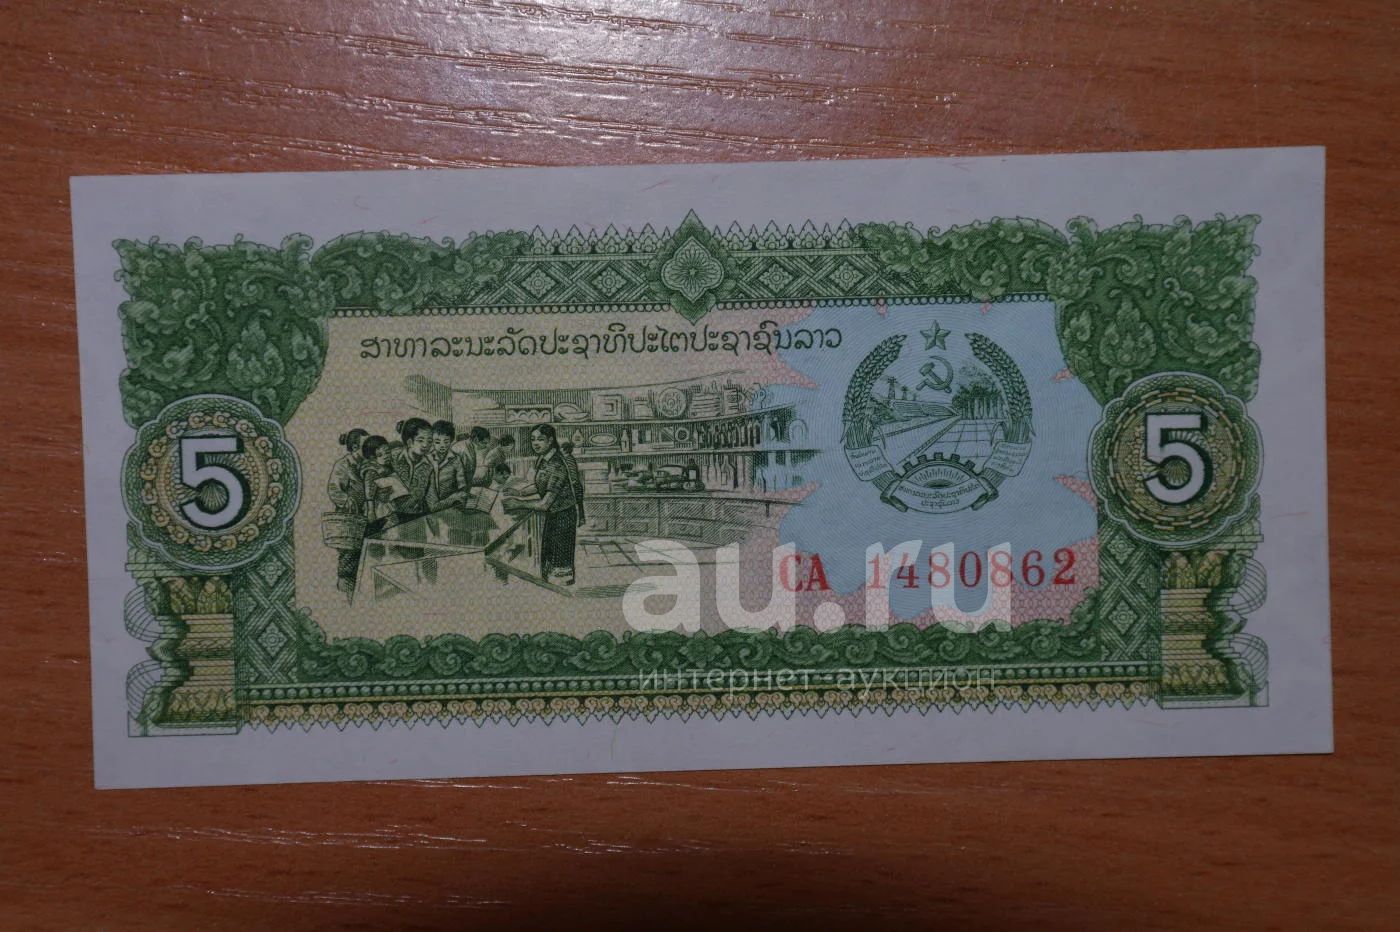 ສາທາລະນະລັດປະຊາທິປະໄຕປະຊາຊົນລາວ
5
5
CA 1480862
au.ru
интернет-аукцион